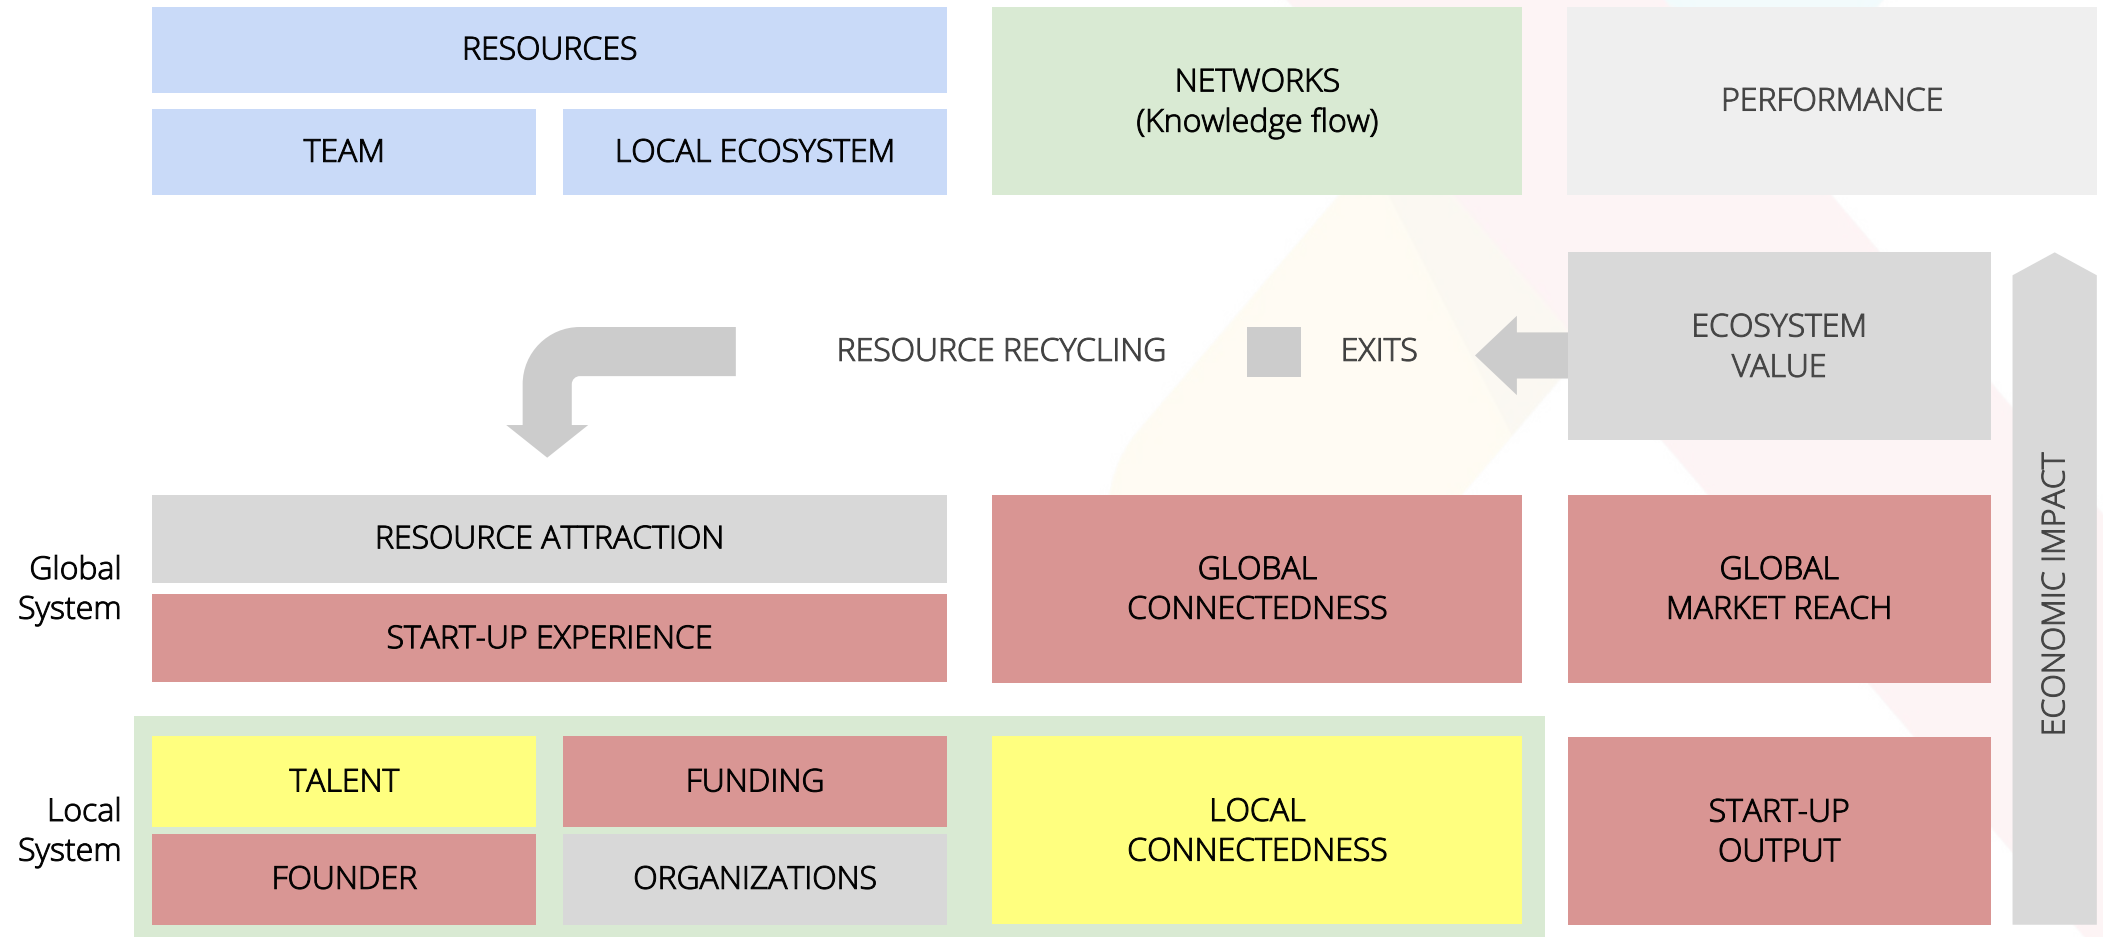 RESOURCES
TEAM
LOCAL ECOSYSTEM
NETWORKS
(Knowledge flow)
PERFORMANCE
RESOURCE RECYCLING
EXITS
ECOSYSTEM
VALUE
ECONOMIC IMPACT
Global
System
RESOURCE ATTRACTION
START-UP EXPERIENCE
GLOBAL
CONNECTEDNESS
GLOBAL
MARKET REACH
Local
System
TALENT
FUNDING
FOUNDER
ORGANIZATIONS
LOCAL
CONNECTEDNESS
START-UP
OUTPUT